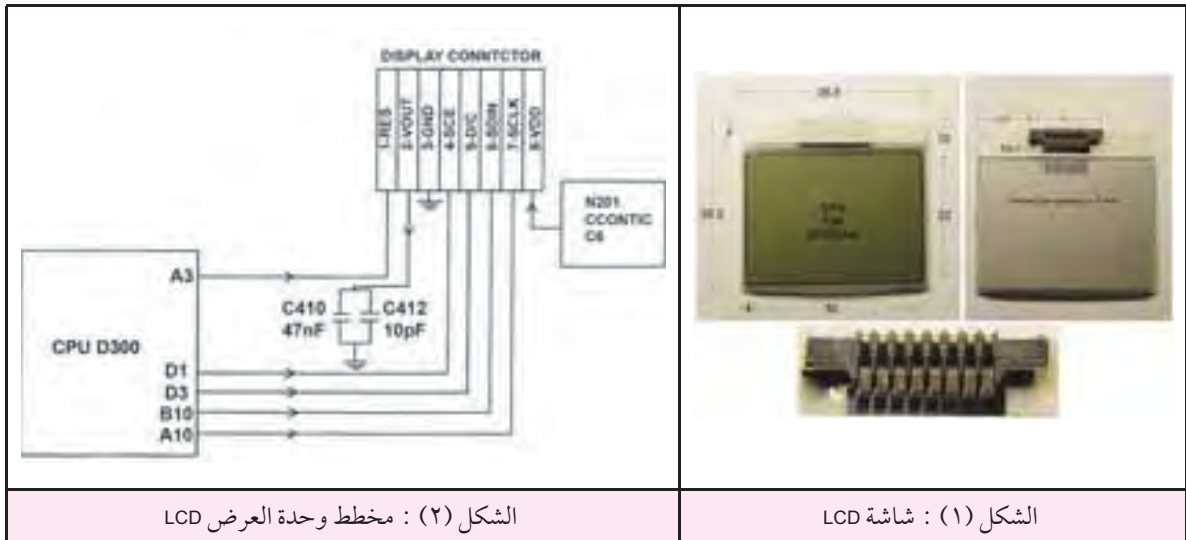 DISPLAY CONNTCTOR
1-RES
2-VOUT
3-GND
4-SCE
5-D/C
6-SDIN
7-SCLK
8-VDD
N201
CCONTIC
C6
CPU D300
A3
D1
D3
B10
A10
C410
47nF
C412
10pF
الشكل (٢) : مخطط وحدة العرض LCD
الشكل (١) : شاشة LCD